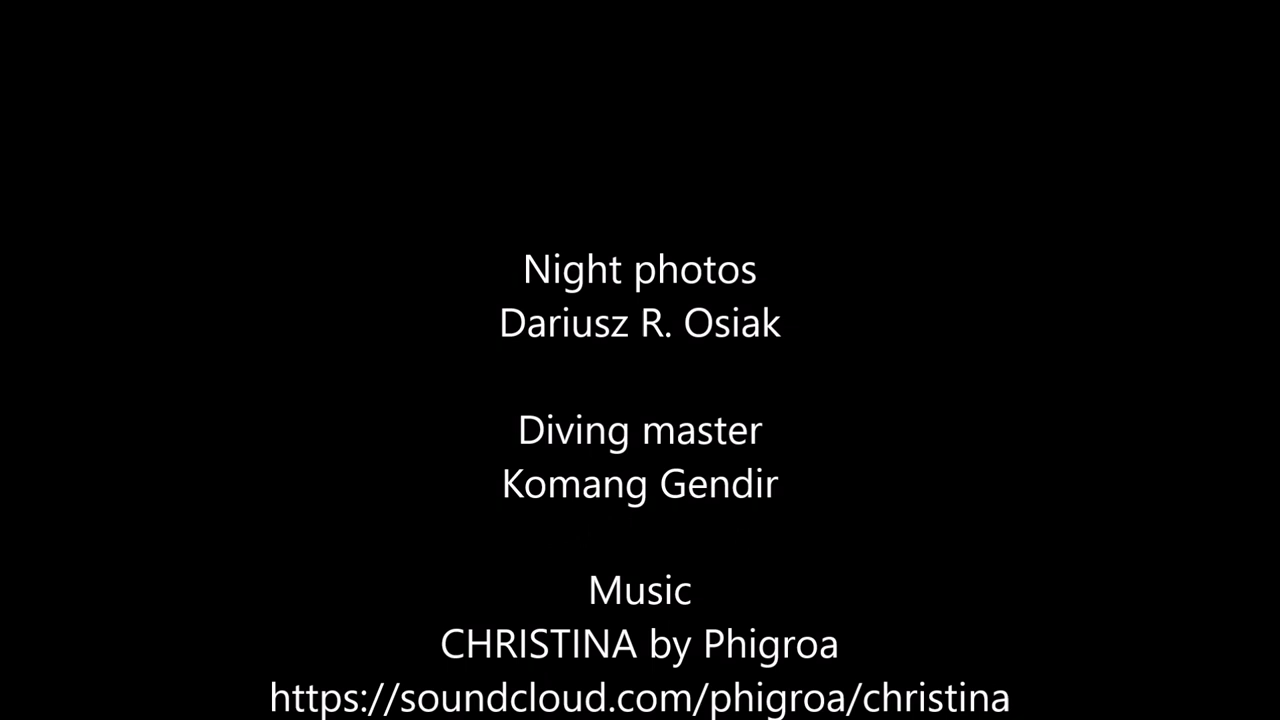 Night photos
Dariusz R. Osiak
Diving master
Komang Gendir
Music
CHRISTINA by Phigroa
https://soundcloud.com/phigroa/christina